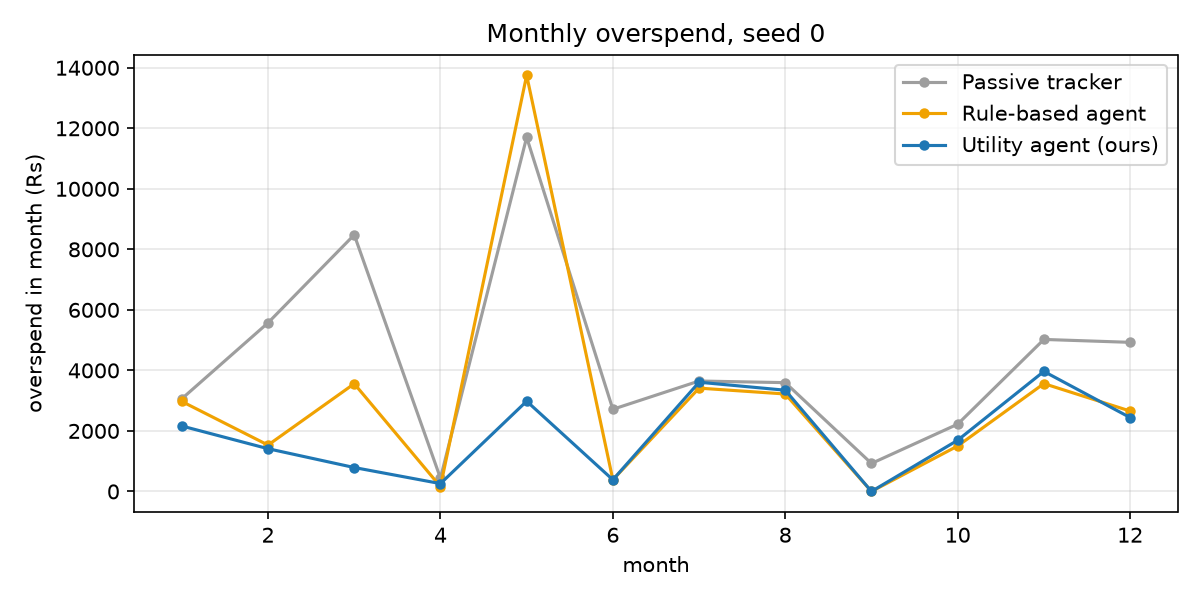 Monthly overspend, seed 0
Passive tracker
Rule-based agent
Utility agent (ours)
overspend in month (Rs)
14000
12000
10000
8000
6000
4000
2000
0
2 4 6 8 10 12
month